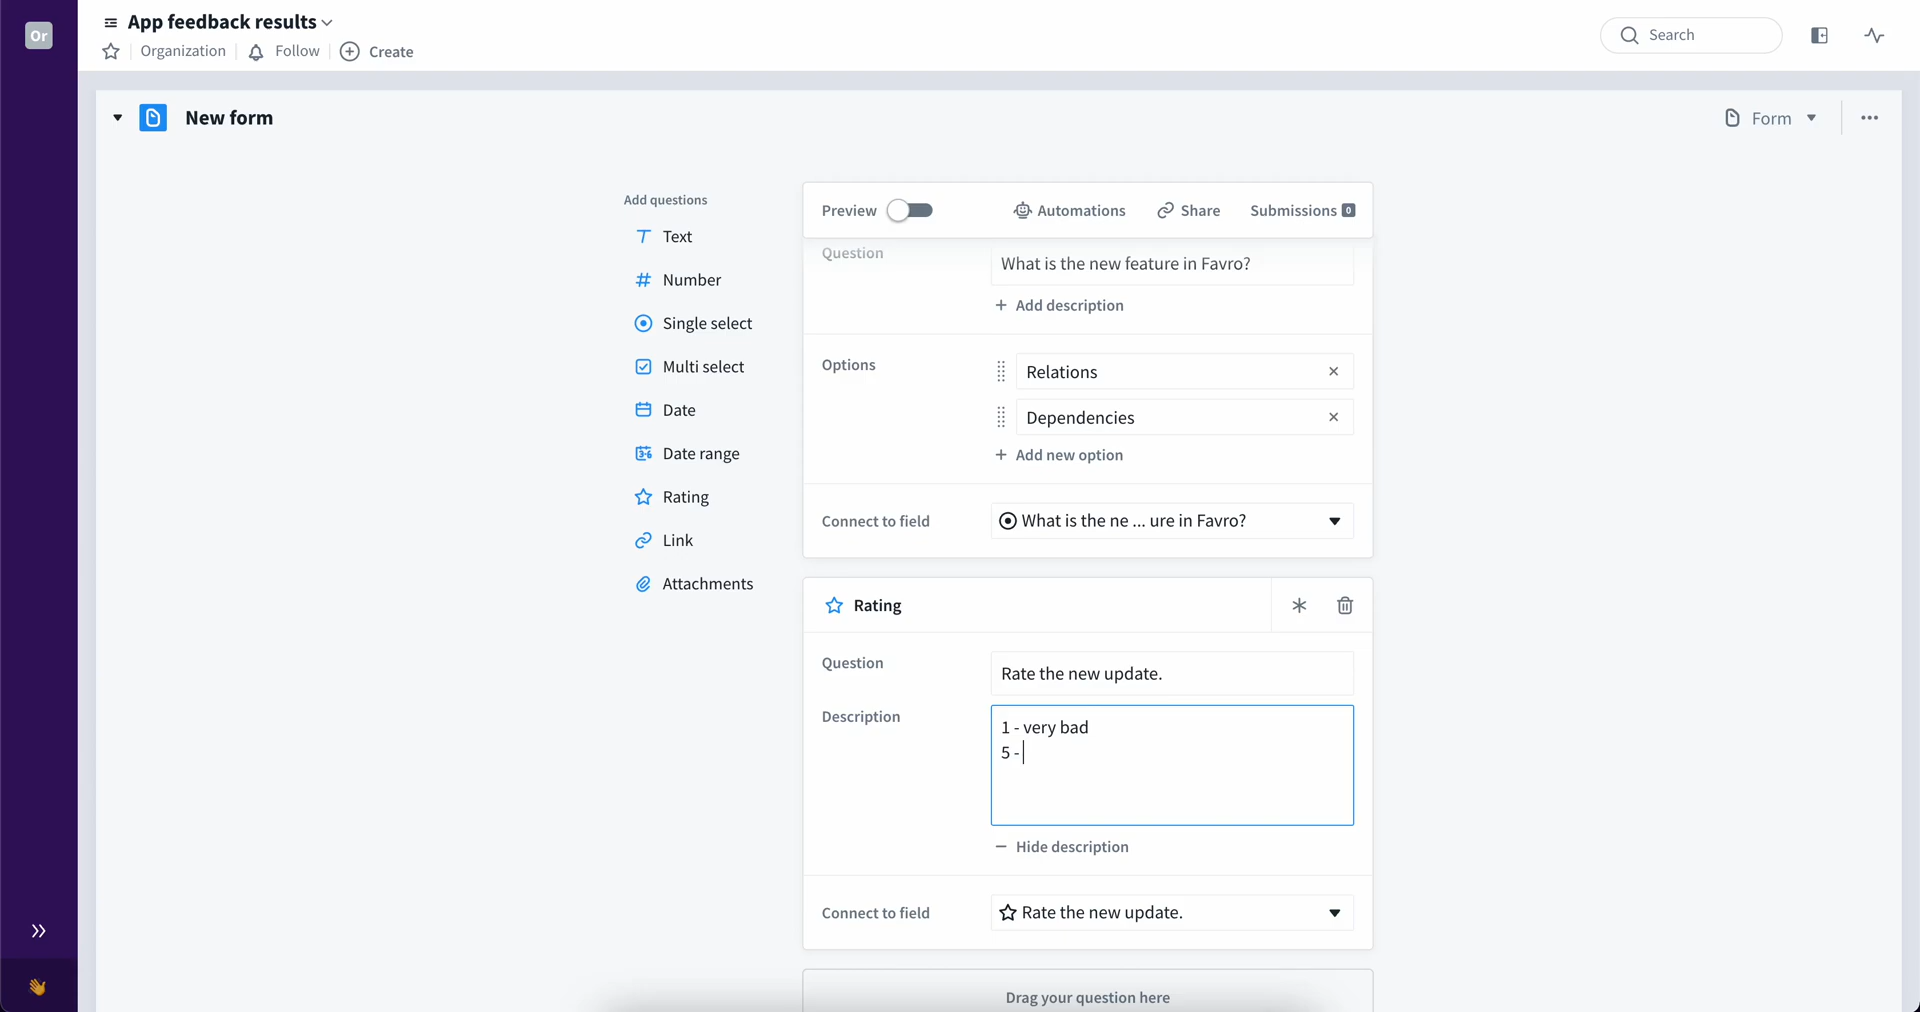 Or
App feedback results
Organization
Follow
Create
Search
New form
Form
Add questions
Text
Number
Single select
Multi select
Date
Date range
Rating
Link
Attachments
Preview
Automations
Share
Submissions 0
Question
What is the new feature in Favro?
+ Add description
Options
Relations
Dependencies
+ Add new option
Connect to field
What is the ne ... ure in Favro?
Rating
Question
Rate the new update.
Description
1 - very bad
5 -
Hide description
Connect to field
Rate the new update.
Drag your question here